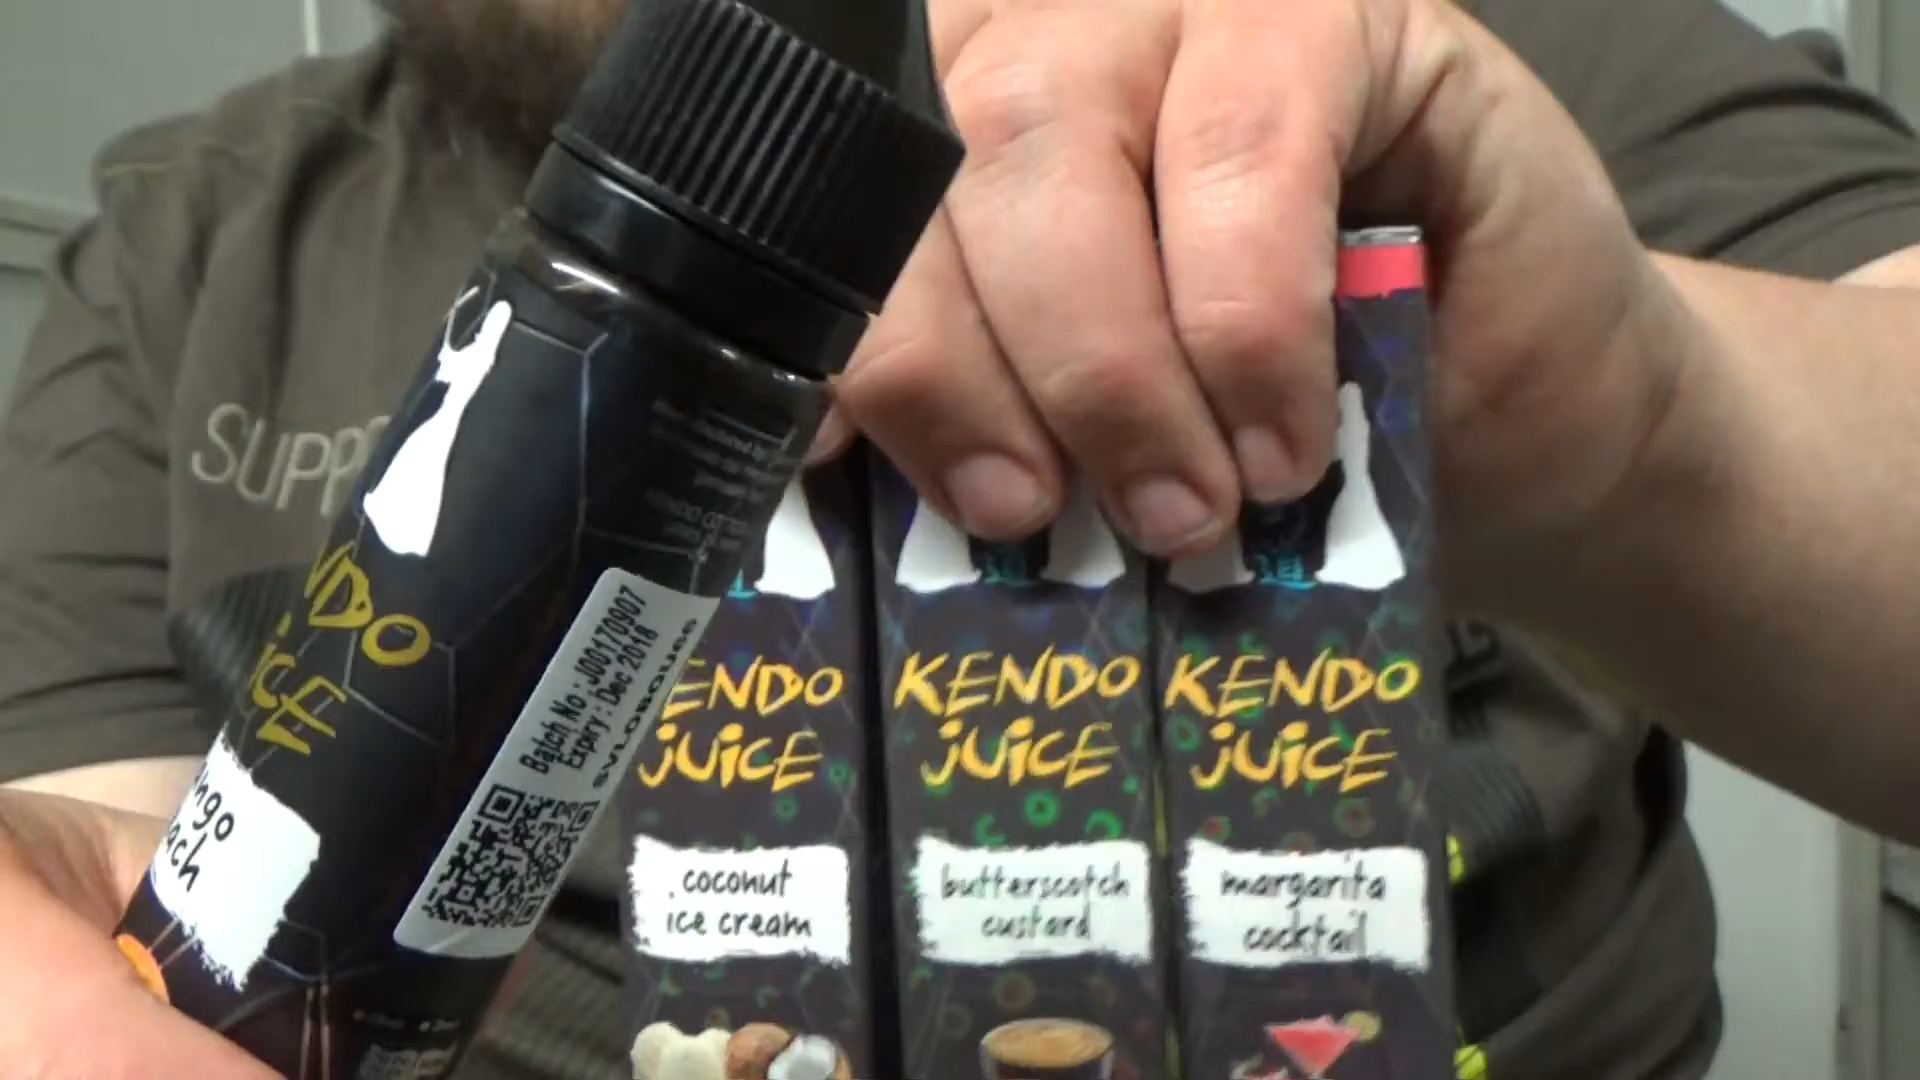 SUPP
NDO
ICE
ngo
ach
Batch No : J00170907
Expiry : Dec 2018
ENDO
JUICE
coconut
ice cream
KENDO
JUICE
butterscotch
custard
KENDO
JUICE
margarita
cocktail